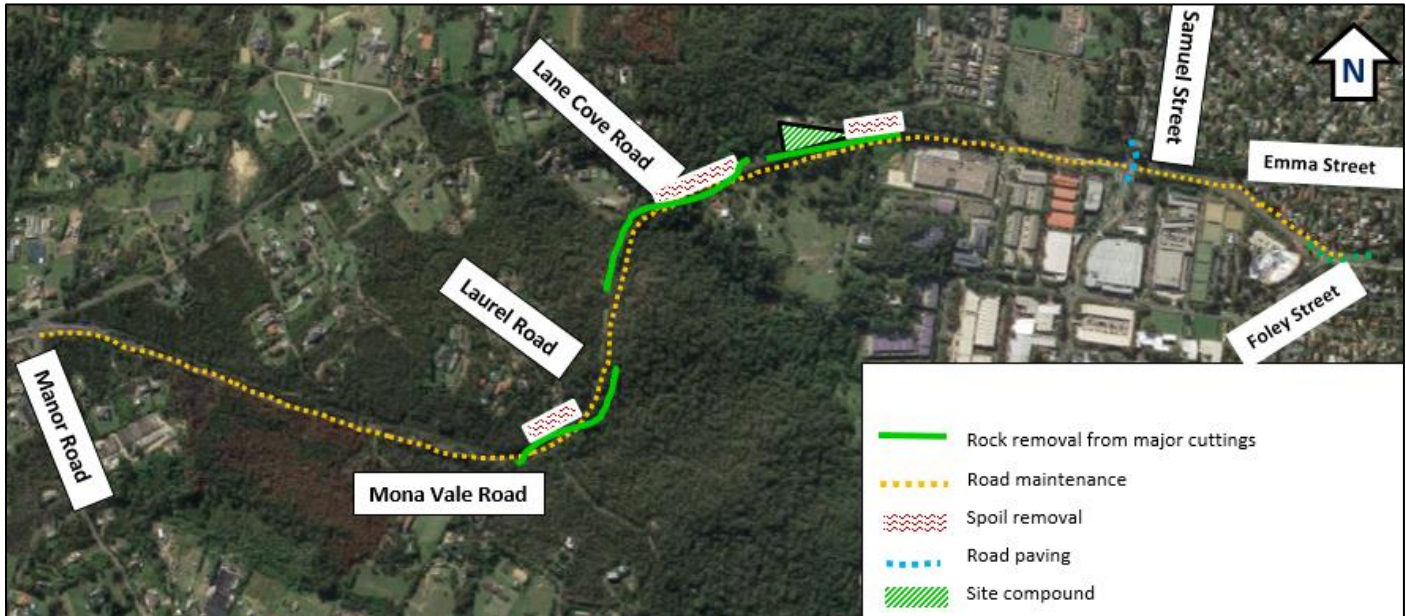 Samuel Street
N
Lane Cove Road
Emma Street
Laurel Road
Foley Street
Manor Road
Mona Vale Road
Rock removal from major cuttings
Road maintenance
Spoil removal
Road paving
Site compound